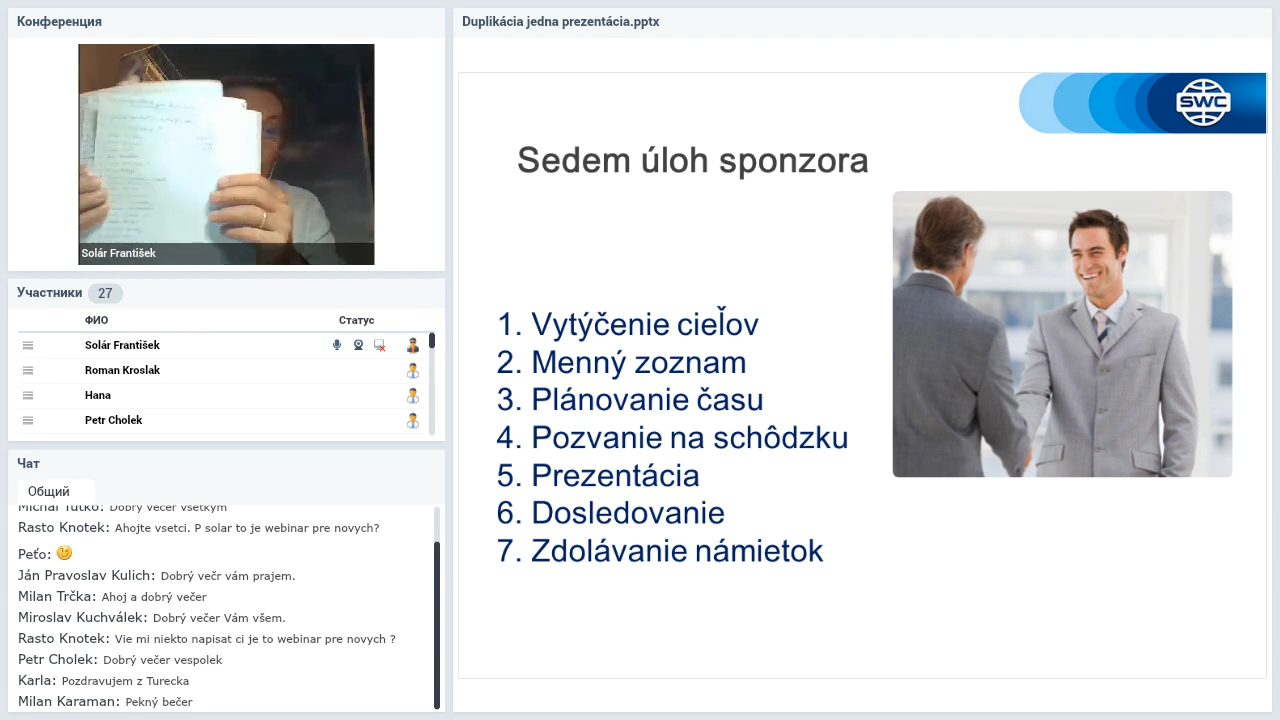 Конференция
Solár František
Участники 27
ФИО Статус
Solár František
Roman Kroslak
Hana
Petr Cholek
Чат
Общий
Michal Tutko: Dobrý večer všetkým
Rasto Knotek: Ahojte vsetci. P solar to je webinar pre novych?
Peťo:
Ján Pravoslav Kulich: Dobrý večr vám prajem.
Milan Trčka: Ahoj a dobrý večer
Miroslav Kuchválek: Dobrý večer Vám všem.
Rasto Knotek: Vie mi niekto napisat ci je to webinar pre novych ?
Petr Cholek: Dobrý večer vespolek
Karla: Pozdravujem z Turecka
Milan Karaman: Pekný bečer
Duplikácia jedna prezentácia.pptx
SWC
Sedem úloh sponzora
1. Vytýčenie cieľov
2. Menný zoznam
3. Plánovanie času
4. Pozvanie na schôdzku
5. Prezentácia
6. Dosledovanie
7. Zdolávanie námietok